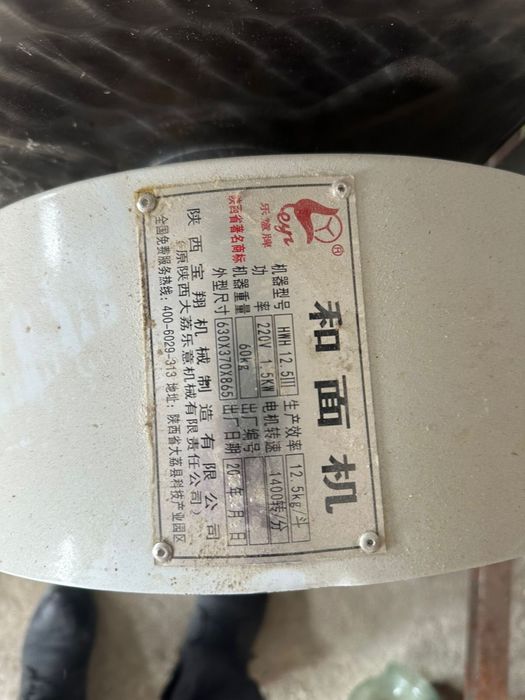 和面机
leyi
®
乐意牌
陕西省著名商标
机器型号 HWH 12.5III 生产效率 12.5kg/斗
功率 220V 1.5KW 电机转速 1400转/分
机器重量 60kg 出厂编号
外型尺寸 630X370X865 出厂日期 20 年 月 日
陕西宝翔机械制造有限公司
(原陕西大荔乐意机械有限责任公司)
全国免费服务热线: 400-6029-313 地址: 陕西省大荔县科技产业园区